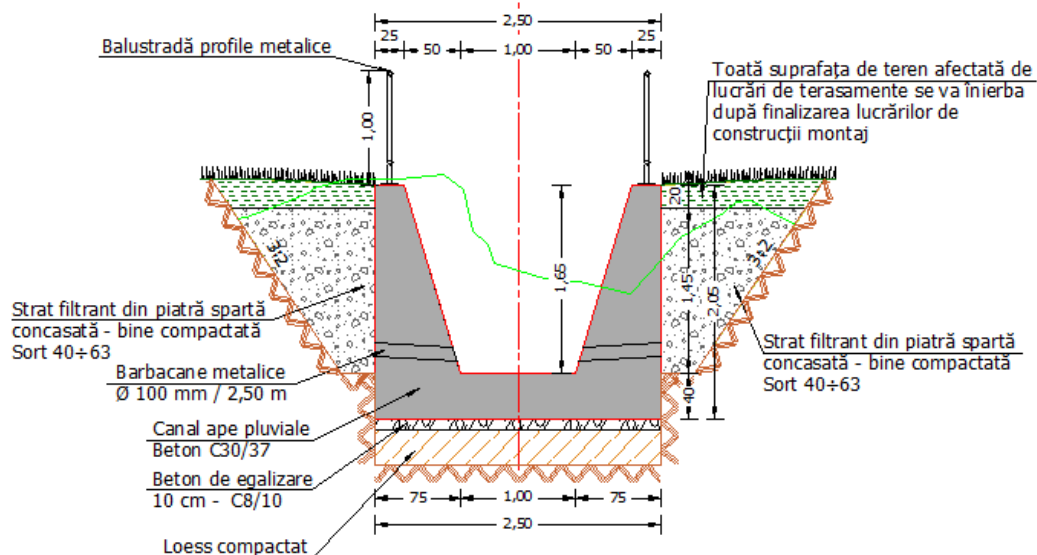 2,50
25
50
1,00
50
25
Balustradă profile metalice
1,00
Toată suprafața de teren afectată de
lucrări de terasamente se va înierba
după finalizarea lucrărilor de
construcții montaj
20
3:2
3:2
1,65
1,45
2,05
Strat filtrant din piatră spartă
concasată - bine compactată
Sort 40÷63
Strat filtrant din piatră spartă
concasată - bine compactată
Sort 40÷63
Barbacane metalice
Ø 100 mm / 2,50 m
40
Canal ape pluviale
Beton C30/37
Beton de egalizare
10 cm - C8/10
75
1,00
75
2,50
Loess compactat